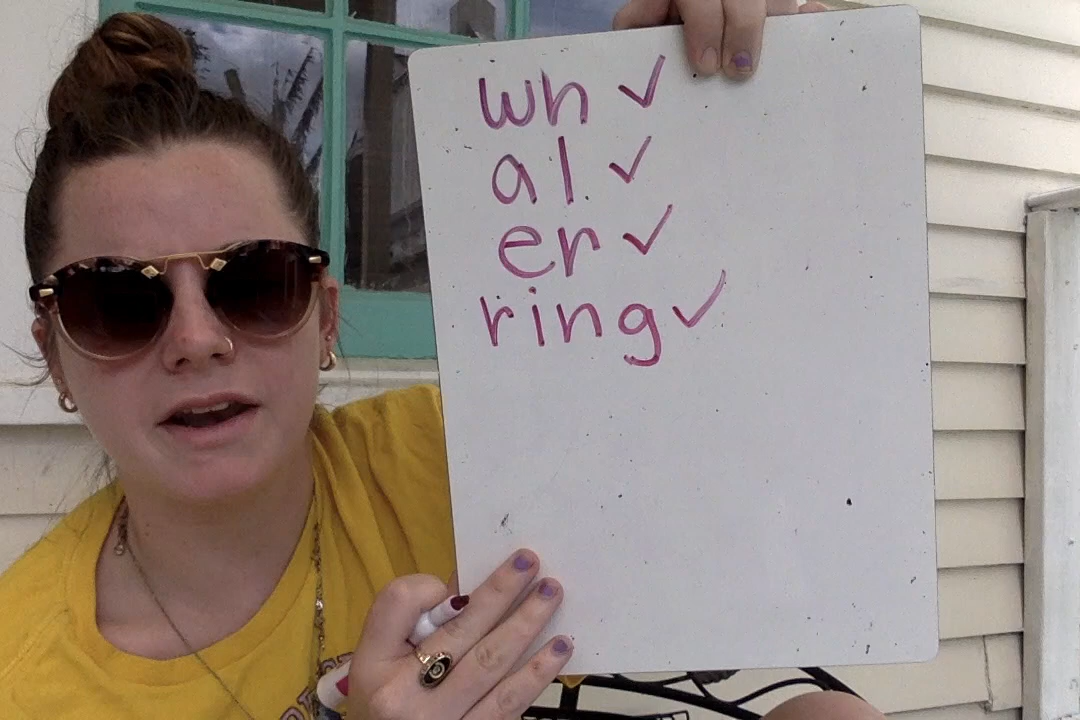 wh ✓
al ✓
er ✓
ring ✓